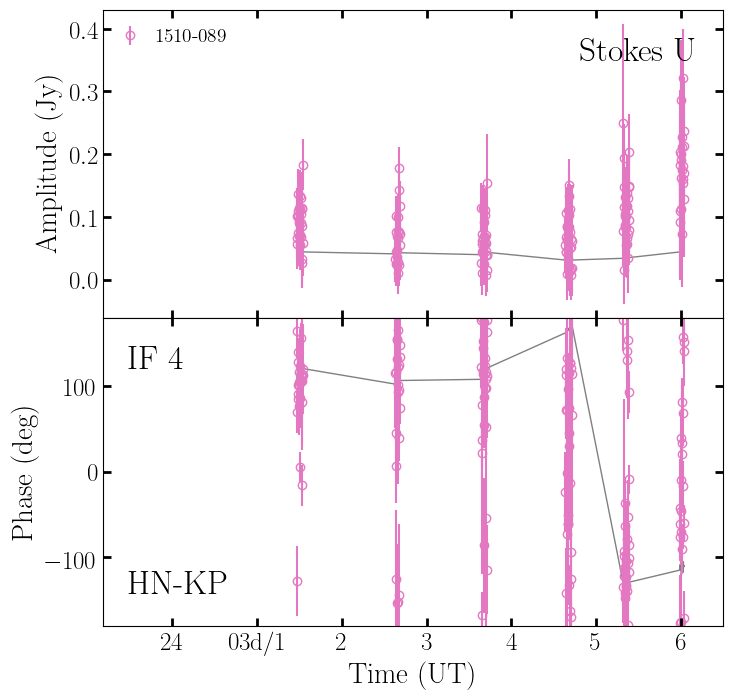 1510-089
Stokes U
0.4
0.3
0.2
0.1
0.0
Amplitude (Jy)
IF 4
100
0
−100
Phase (deg)
HN-KP
24 03d/1 2 3 4 5 6
Time (UT)